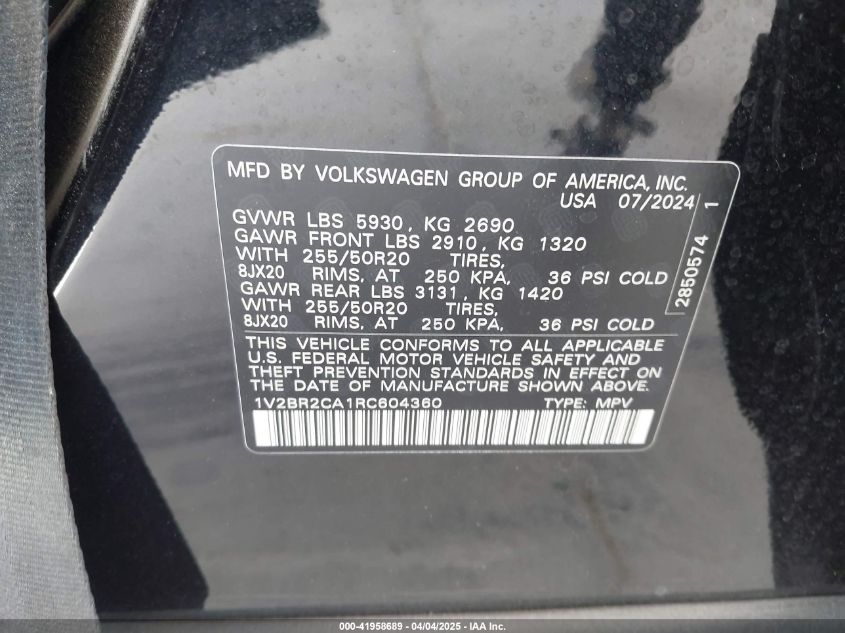 MFD BY VOLKSWAGEN GROUP OF AMERICA, INC.
USA 07/2024
GVWR LBS 5930, KG 2690
GAWR FRONT LBS 2910, KG 1320
WITH 255/50R20 TIRES,
8JX20 RIMS, AT 250 KPA, 36 PSI COLD
GAWR REAR LBS 3131, KG 1420
WITH 255/50R20 TIRES,
8JX20 RIMS, AT 250 KPA, 36 PSI COLD
THIS VEHICLE CONFORMS TO ALL APPLICABLE
U.S. FEDERAL MOTOR VEHICLE SAFETY AND
THEFT PREVENTION STANDARDS IN EFFECT ON
THE DATE OF MANUFACTURE SHOWN ABOVE.
1V2BR2CA1RC604360 TYPE: MPV
2850574 1
000-41958689 - 04/04/2025 - IAA Inc.